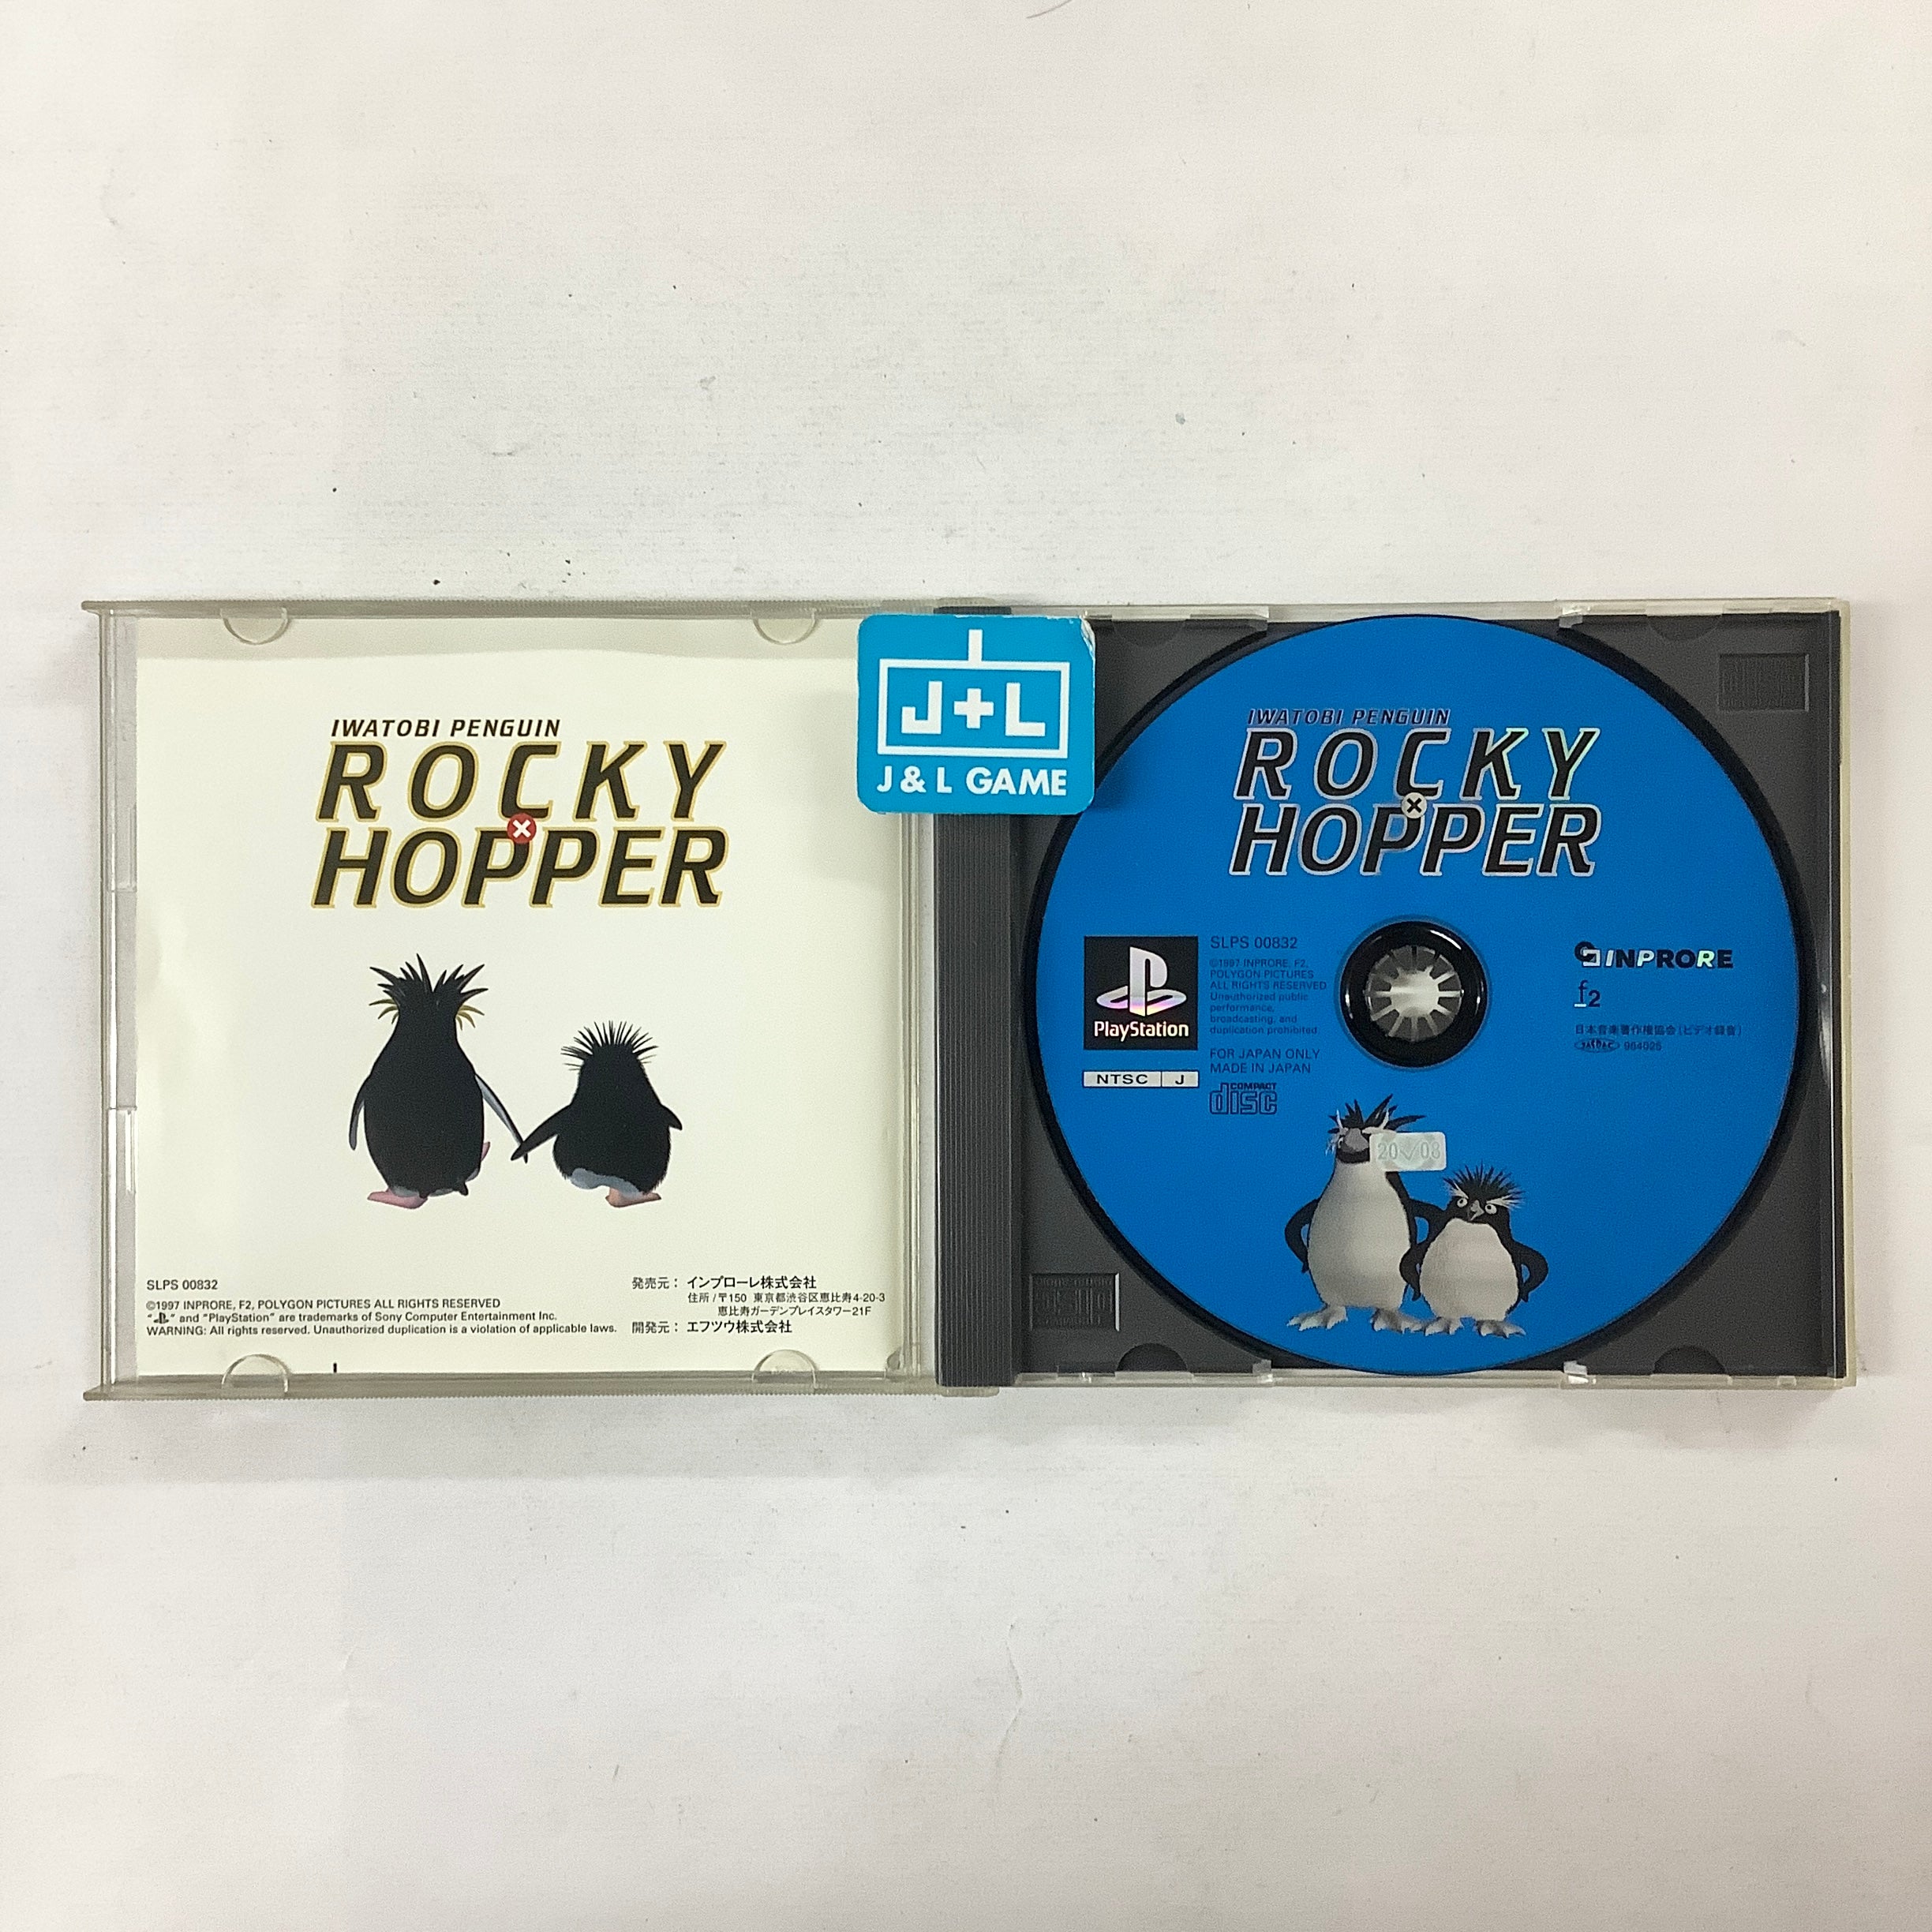 IWATOBI PENGUIN
ROCKY
×
HOPPER
SLPS 00832
©1997 INPRORE, F2, POLYGON PICTURES ALL RIGHTS RESERVED
" " and "PlayStation" are trademarks of Sony Computer Entertainment Inc.
WARNING: All rights reserved. Unauthorized duplication is a violation of applicable laws.
発売元： インプローレ株式会社
住所/〒150 東京都渋谷区恵比寿4-20-3
恵比寿ガーデンプレイスタワー21F
開発元： エフツウ株式会社
J+L
J & L GAME
IWATOBI PENGUIN
ROCKY
×
HOPPER
PlayStation
NTSC J
SLPS 00832
©1997 INPRORE, F2,
POLYGON PICTURES
ALL RIGHTS RESERVED
Unauthorized public
performance,
broadcasting, and
duplication prohibited
FOR JAPAN ONLY
MADE IN JAPAN
COMPACT
disc
INPRORE
f2
日本音楽著作権協会(ビデオ録音)
JASRAC